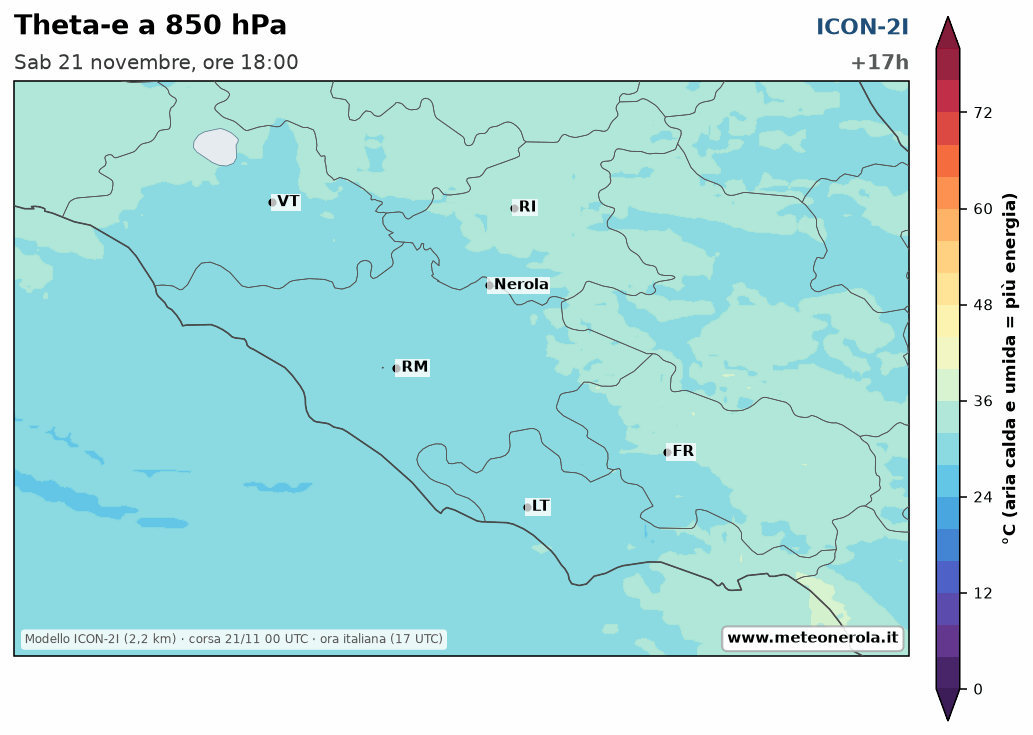 Theta-e a 850 hPa
ICON-2I
Sab 21 novembre, ore 18:00
+17h
72
60
48
36
24
12
0
°C (aria calda e umida = più energia)
VT
RI
Nerola
RM
FR
LT
Modello ICON-2I (2,2 km) · corsa 21/11 00 UTC · ora italiana (17 UTC)
www.meteonerola.it